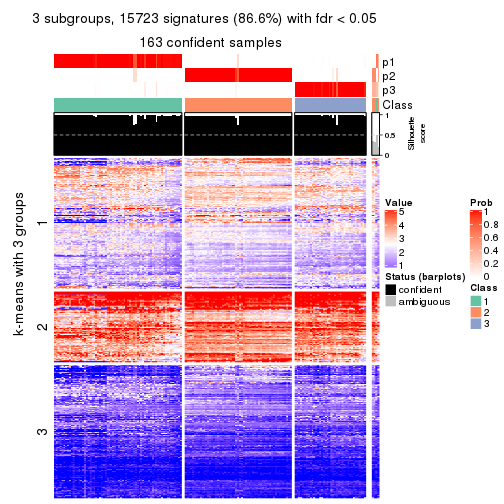 3 subgroups, 15723 signatures (86.6%) with fdr < 0.05
163 confident samples
p1
p2
p3
Class
1
0.5
0
Silhouette
score
k-means with 3 groups
1
2
3
Value
5
4
3
2
1
Status (barplots)
confident
ambiguous
Prob
1
0.8
0.6
0.4
0.2
0
Class
1
2
3